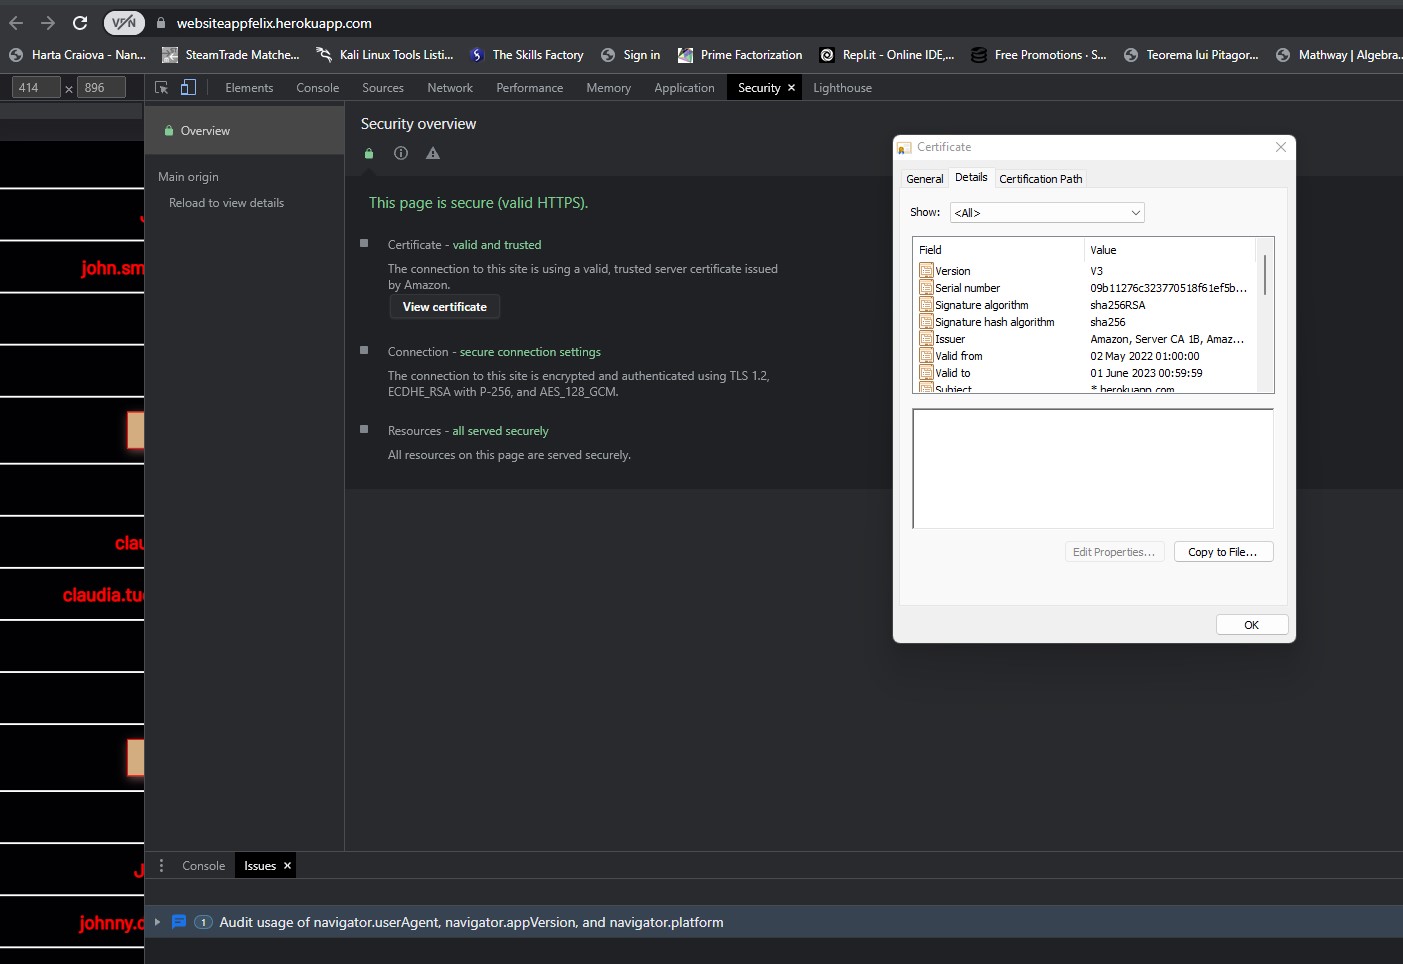 VPN websiteappfelix.herokuapp.com
Harta Craiova - Nan... SteamTrade Matche... Kali Linux Tools Listi... The Skills Factory Sign in Prime Factorization RepLit - Online IDE,... Free Promotions · S... Teorema lui Pitagor... Mathway | Algebra...
414 × 896 Elements Console Sources Network Performance Memory Application Security × Lighthouse
Overview
Main origin
Reload to view details
john.sm
clau
claudia.tu
J
johnny.
Security overview
This page is secure (valid HTTPS).
Certificate - valid and trusted
The connection to this site is using a valid, trusted server certificate issued
by Amazon.
View certificate
Connection - secure connection settings
The connection to this site is encrypted and authenticated using TLS 1.2,
ECDHE_RSA with P-256, and AES_128_GCM.
Resources - all served securely
All resources on this page are served securely.
Certificate
General Details Certification Path
Show: <All>
Field Value
Version V3
Serial number 09b11276c323770518f61ef5b...
Signature algorithm sha256RSA
Signature hash algorithm sha256
Issuer Amazon, Server CA 1B, Amaz...
Valid from 02 May 2022 01:00:00
Valid to 01 June 2023 00:59:59
Subject *.herokuapp.com
Edit Properties... Copy to File...
OK
Console Issues ×
1 Audit usage of navigator.userAgent, navigator.appVersion, and navigator.platform